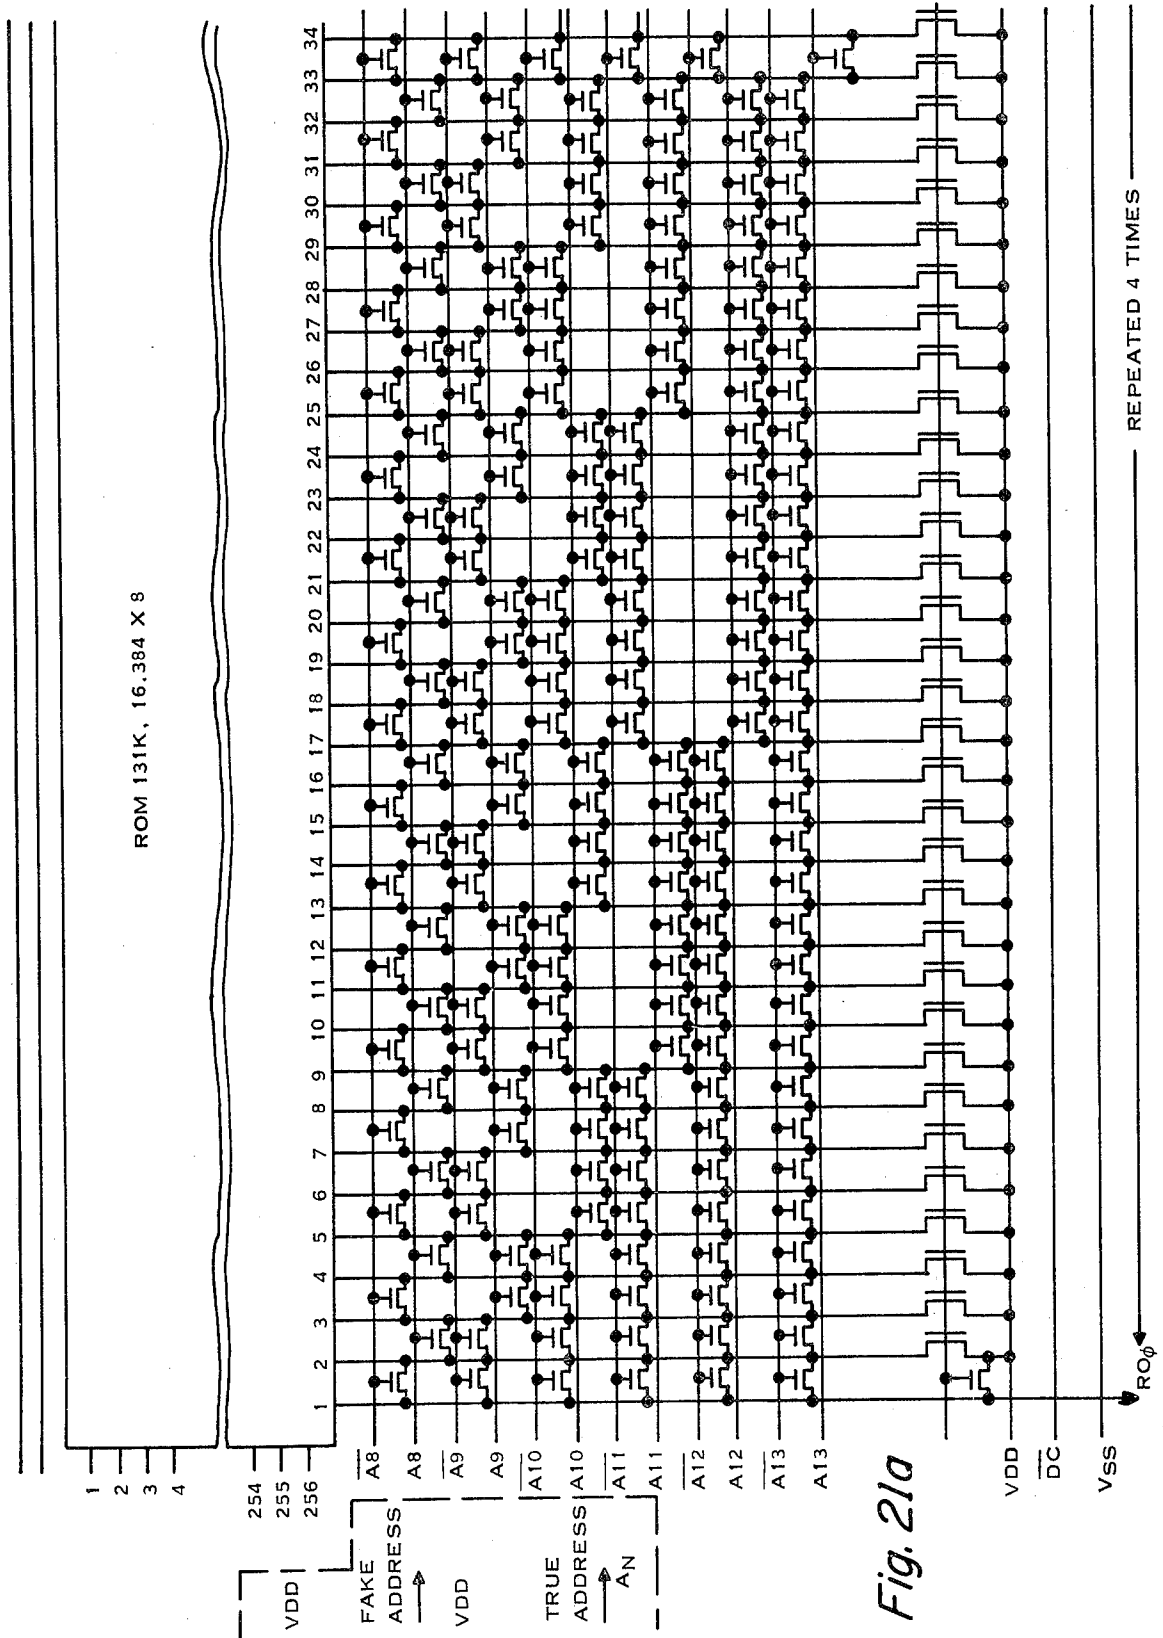 ROM 131K, 16.384 X 8
1
2
3
4
254
255
256
1 2 3 4 5 6 7 8 9 10 11 12 13 14 15 16 17 18 19 20 21 22 23 24 25 26 27 28 29 30 31 32 33 34
A8
A8
A9
A9
A10
A10
A11
A11
A12
A12
A13
A13
VDD
DC
VSS
VDD
FAKE
ADDRESS
VDD
TRUE
ADDRESS
AN
ROϕ
REPEATED 4 TIMES
Fig. 21a